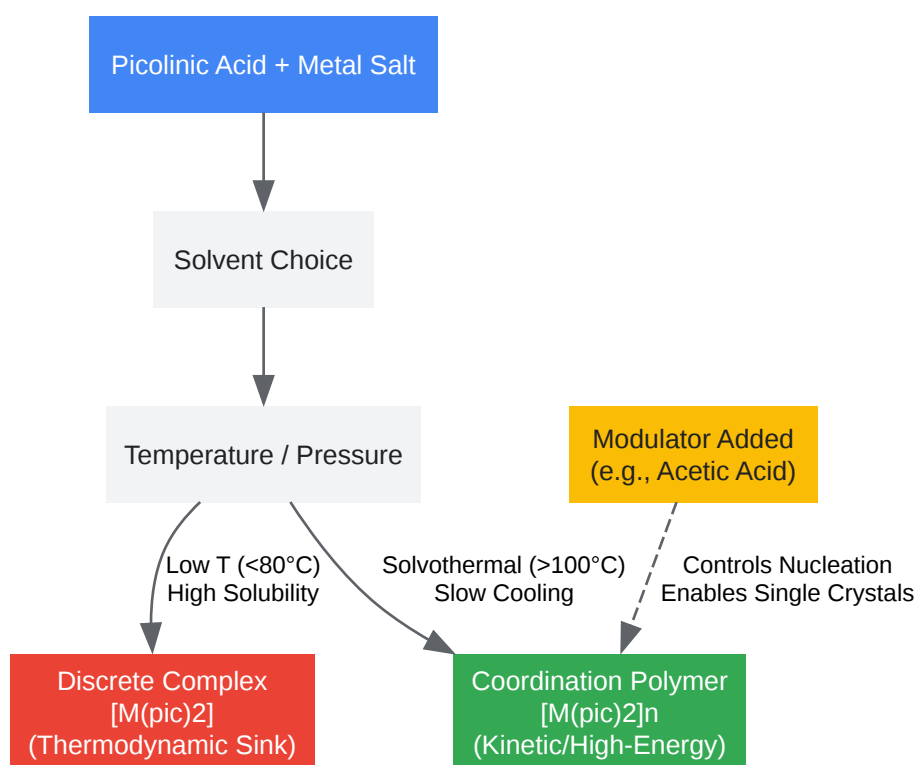 Picolinic Acid + Metal Salt
Solvent Choice
Temperature / Pressure
Modulator Added
(e.g., Acetic Acid)
Low T (<80°C)
High Solubility
Solvothermal (>100°C)
Slow Cooling
Controls Nucleation
Enables Single Crystals
Discrete Complex
[M(pic)2]
(Thermodynamic Sink)
Coordination Polymer
[M(pic)2]n
(Kinetic/High-Energy)